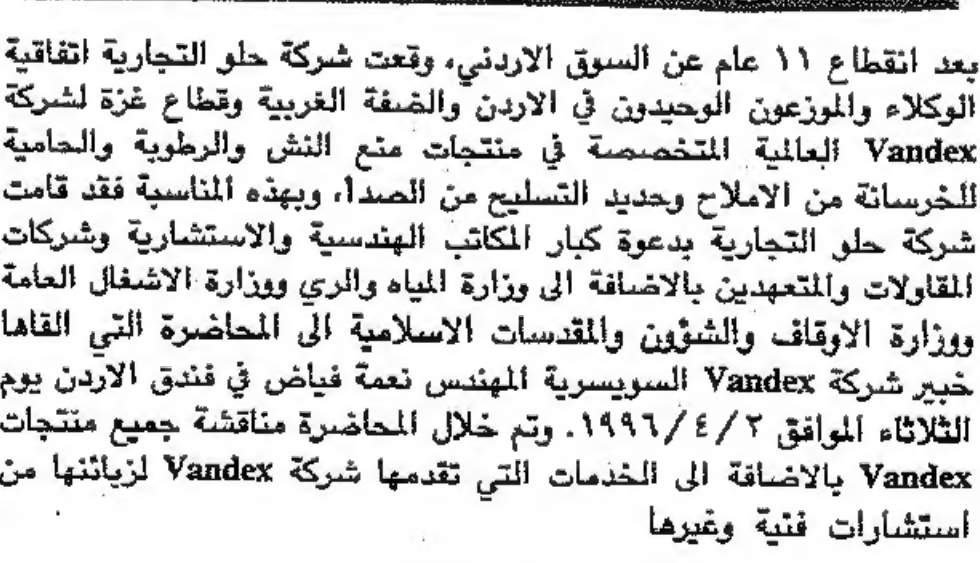 بعد انقطاع ١١ عام عن السوق الاردني، وقعت شركة حلو التجارية اتفاقية
الوكلاء والموزعون الوحيدون في الاردن والضفة الغربية وقطاع غزة لشركة
Vandex العالمية المتخصصة في منتجات منع النش والرطوبة والحامية
للخرسانة من الاملاح وحديد التسليح من الصدا، وبهذه المناسبة فقد قامت
شركة حلو التجارية بدعوة كبار المكاتب الهندسية والاستشارية وشركات
المقاولات والمتعهدين بالاضافة الى وزارة المياه والري ووزارة الاشغال العامة
ووزارة الاوقاف والشؤون والمقدسات الاسلامية الى المحاضرة التي القاها
خبير شركة Vandex السويسرية المهندس نعمة فياض في فندق الاردن يوم
الثلاثاء الموافق ١٩٩٦/٤/٢. وتم خلال المحاضرة مناقشة جميع منتجات
Vandex بالاضافة الى الخدمات التي تقدمها شركة Vandex لزبائنها من
استشارات فنية وغيرها